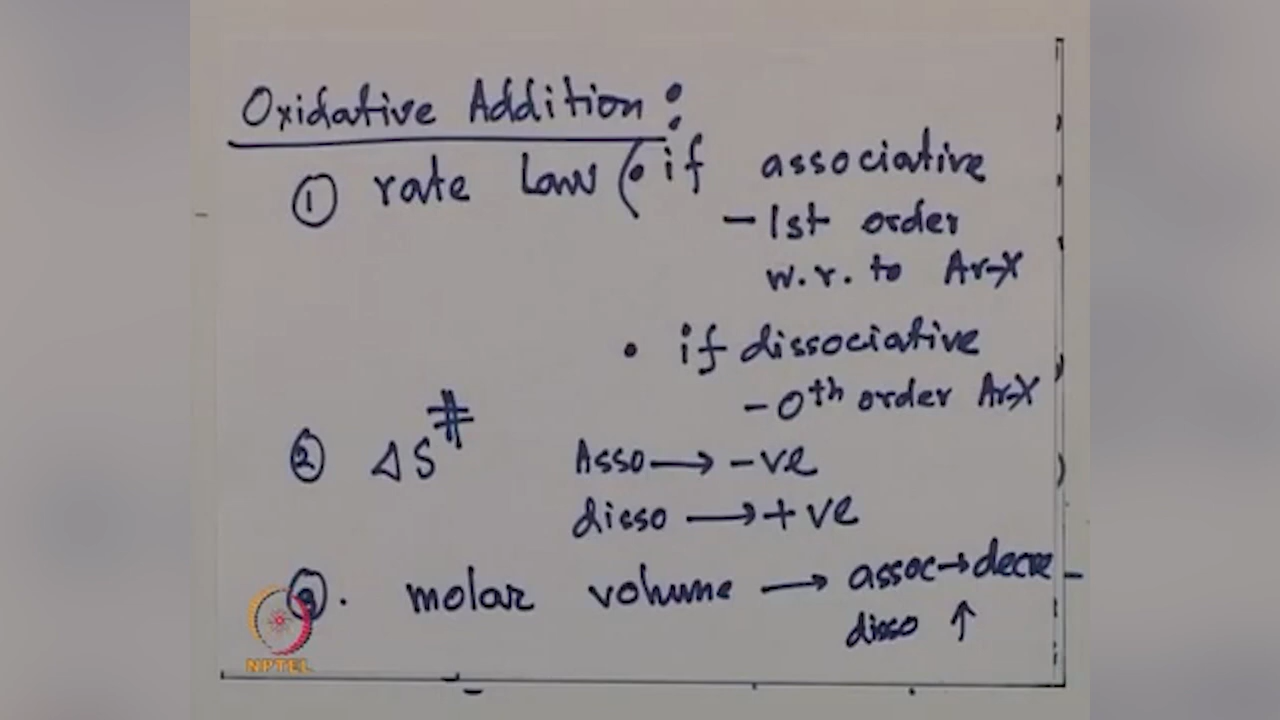 Oxidative Addition:
① rate Law (• if associative
- 1st order
w.r. to Ar-X
• if dissociative
- 0th order Ar-X
② ΔS# Asso → -ve
disso → +ve
③. molar volume → assoc → decre -
disso ↑
NPTEL